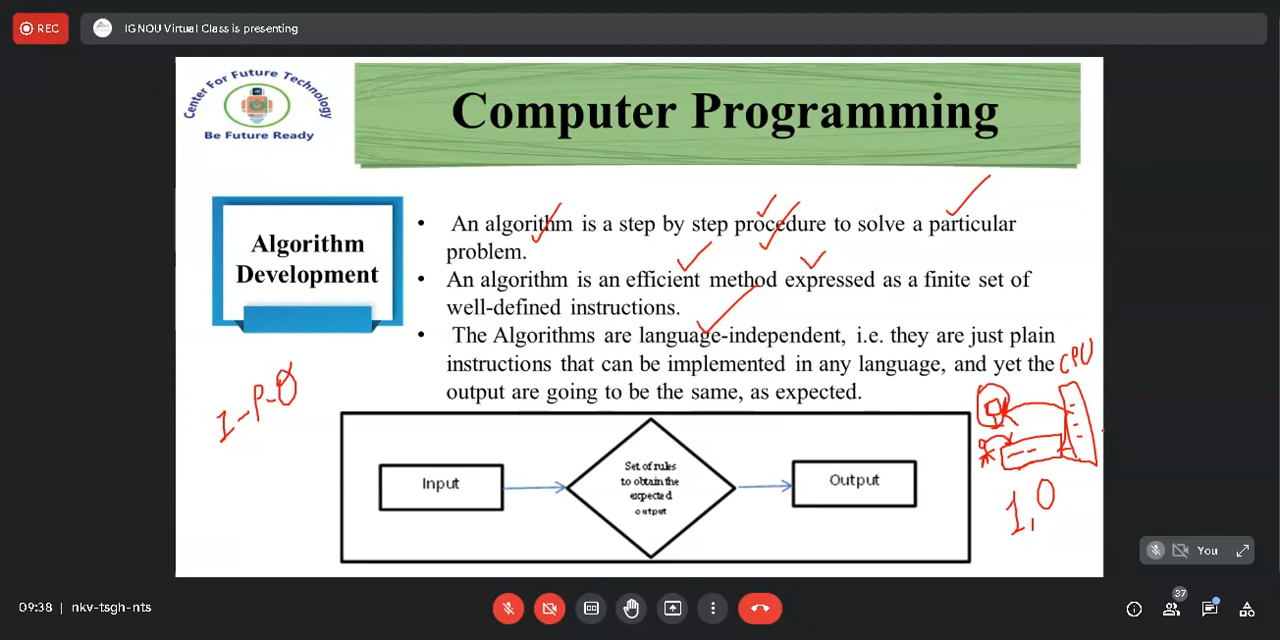 REC
IGNOU Virtual Class is presenting
Center For Future Technology
Be Future Ready
Computer Programming
Algorithm
Development
• An algorithm is a step by step procedure to solve a particular
problem.
• An algorithm is an efficient method expressed as a finite set of
well-defined instructions.
• The Algorithms are language-independent, i.e. they are just plain
instructions that can be implemented in any language, and yet the
output are going to be the same, as expected.
CPU
I-P-O
Input
Set of rules
to obtain the
expected
output
Output
1,0
You
09:38 | nkv-tsgh-nts
37